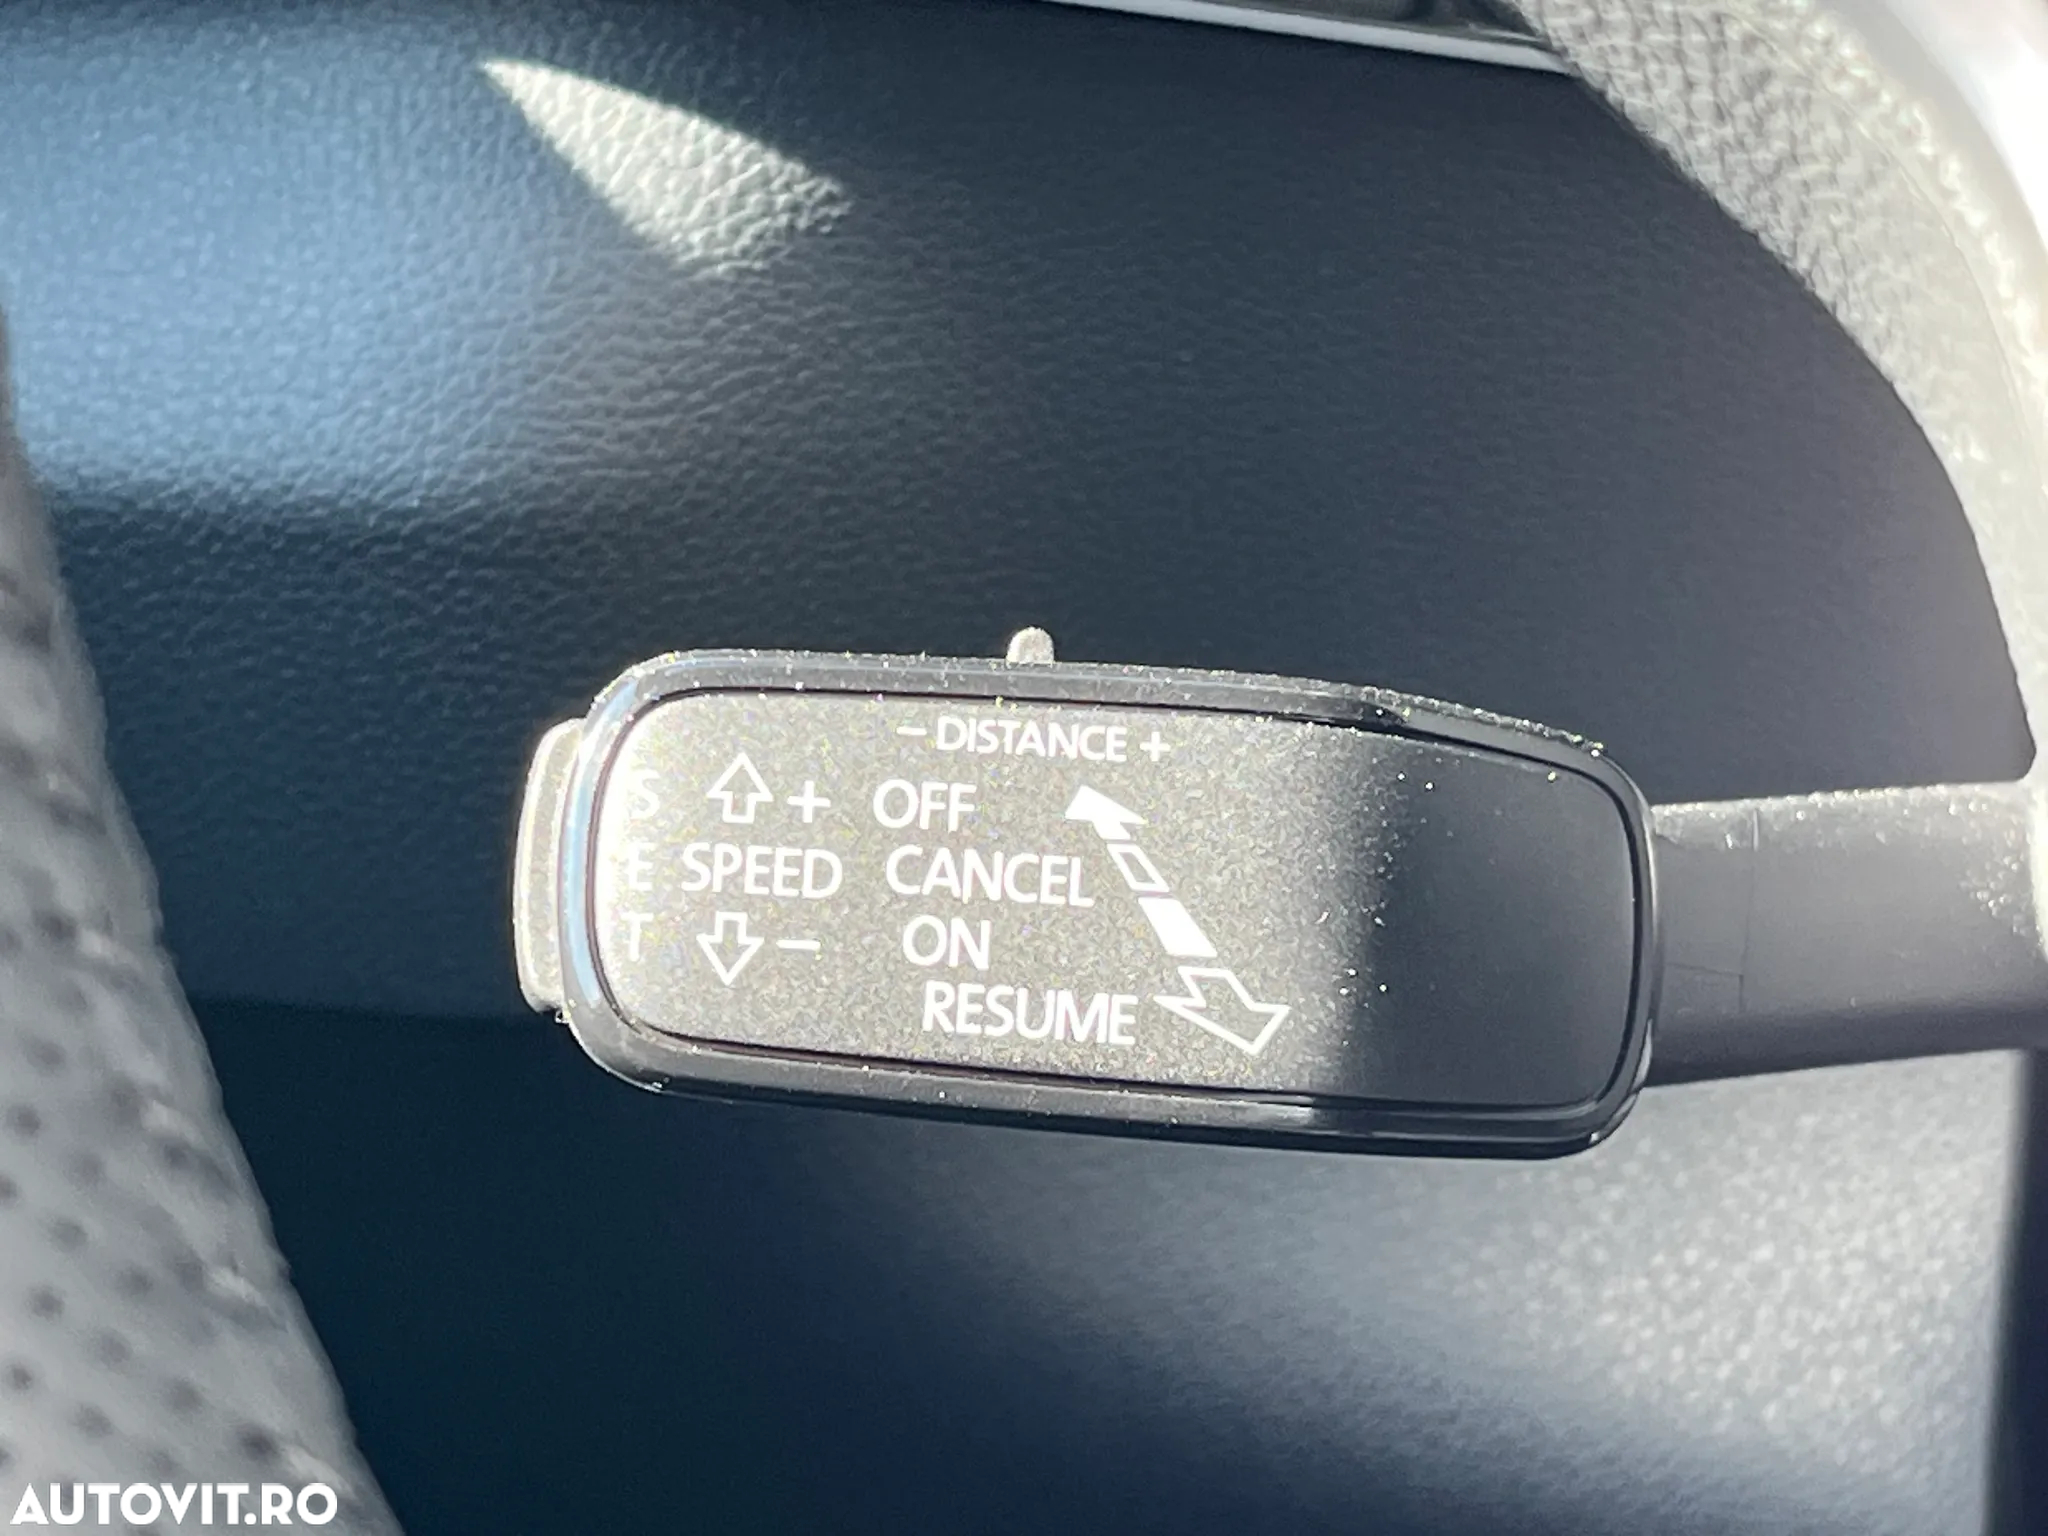 - DISTANCE +
S + OFF
E SPEED CANCEL
T - ON
RESUME
AUTOVIT.RO